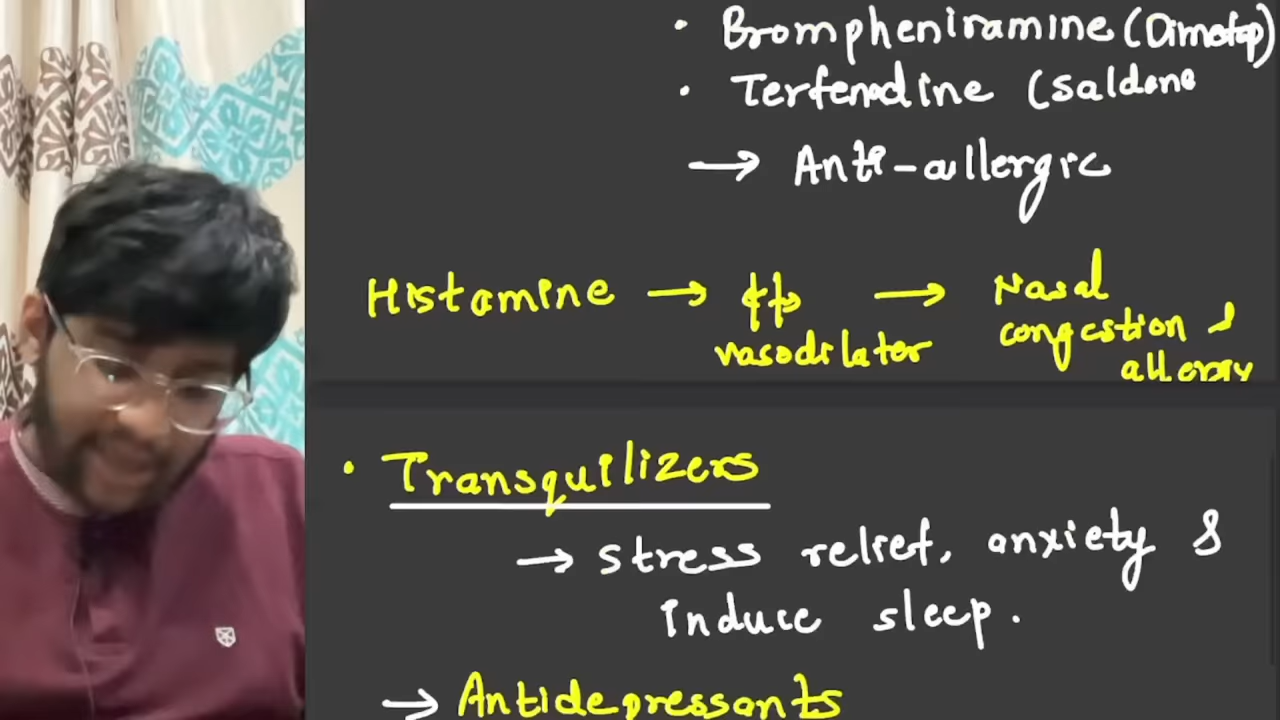 • Brompheniramine (Dimetap)
• Terfenadine (Saldane
→ Anti-allergic
Histamine → → Nasal
vasodilator congestion &
allergy
• Transquilizers
→ stress relief, anxiety &
induce sleep.
→ Antidepressants